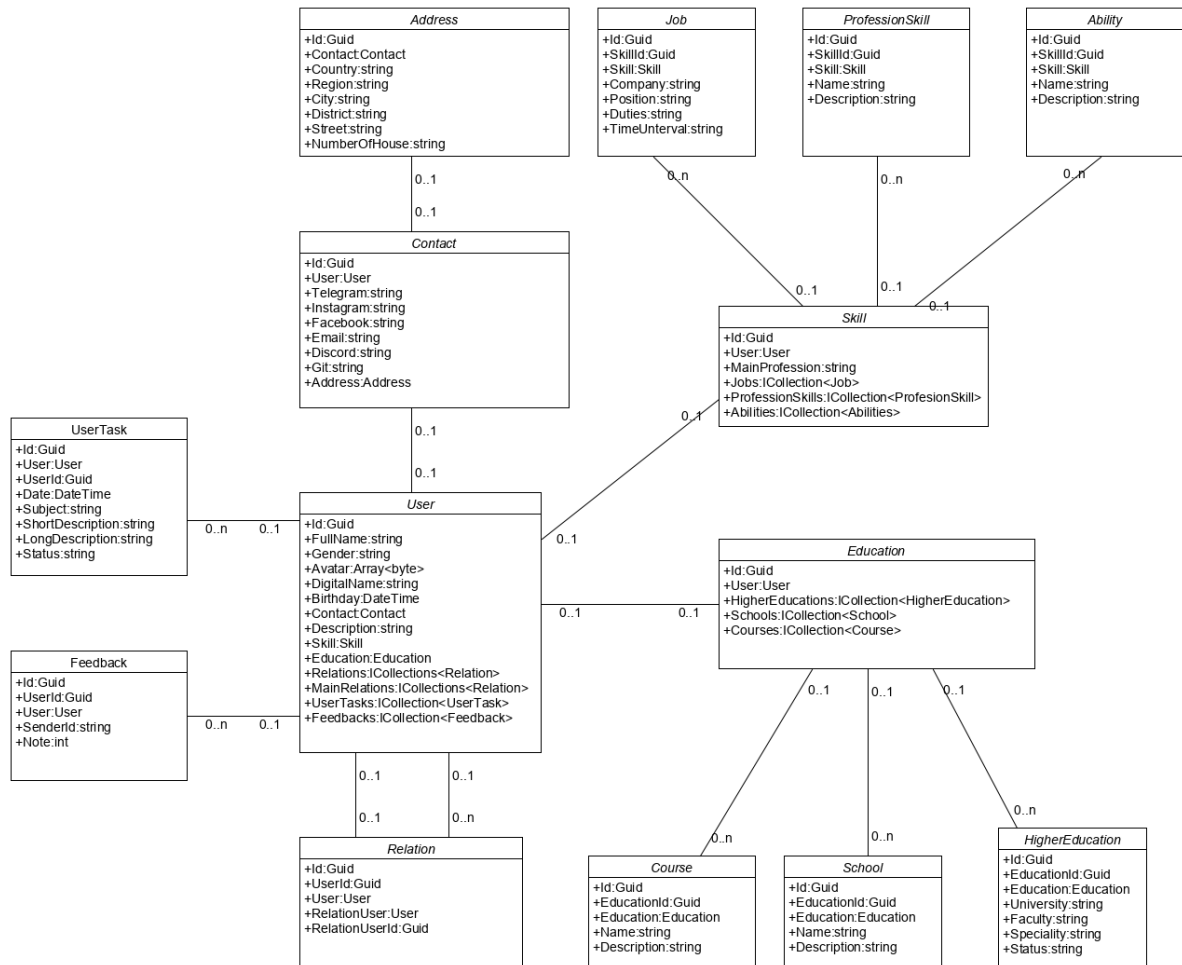 Address
+Id:Guid
+Contact:Contact
+Country:string
+Region:string
+City:string
+District:string
+Street:string
+NumberOfHouse:string
Job
+Id:Guid
+SkillId:Guid
+Skill:Skill
+Company:string
+Position:string
+Duties:string
+TimeUnterval:string
ProfessionSkill
+Id:Guid
+SkillId:Guid
+Skill:Skill
+Name:string
+Description:string
Ability
+Id:Guid
+SkillId:Guid
+Skill:Skill
+Name:string
+Description:string
0..1
0..1
0..n
0..n
0..n
0..1
0..1
0..1
Contact
+Id:Guid
+User:User
+Telegram:string
+Instagram:string
+Facebook:string
+Email:string
+Discord:string
+Git:string
+Address:Address
Skill
+Id:Guid
+User:User
+MainProfession:string
+Jobs:ICollection<Job>
+ProfessionSkills:ICollection<ProfesionSkill>
+Abilities:ICollection<Abilities>
0..1
0..1
0..1
0..1
UserTask
+Id:Guid
+User:User
+UserId:Guid
+Date:DateTime
+Subject:string
+ShortDescription:string
+LongDescription:string
+Status:string
0..n
0..1
User
+Id:Guid
+FullName:string
+Gender:string
+Avatar:Array<byte>
+DigitalName:string
+Birthday:DateTime
+Contact:Contact
+Description:string
+Skill:Skill
+Education:Education
+Relations:ICollections<Relation>
+MainRelations:ICollections<Relation>
+UserTasks:ICollection<UserTask>
+Feedbacks:ICollection<Feedback>
0..1
0..1
Education
+Id:Guid
+User:User
+HigherEducations:ICollection<HigherEducation>
+Schools:ICollection<School>
+Courses:ICollection<Course>
Feedback
+Id:Guid
+UserId:Guid
+User:User
+SenderId:string
+Note:int
0..n
0..1
0..1
0..1
0..1
0..1
0..1
0..1
0..n
0..n
0..n
0..n
Relation
+Id:Guid
+UserId:Guid
+User:User
+RelationUser:User
+RelationUserId:Guid
Course
+Id:Guid
+EducationId:Guid
+Education:Education
+Name:string
+Description:string
School
+Id:Guid
+EducationId:Guid
+Education:Education
+Name:string
+Description:string
HigherEducation
+Id:Guid
+EducationId:Guid
+Education:Education
+University:string
+Faculty:string
+Speciality:string
+Status:string